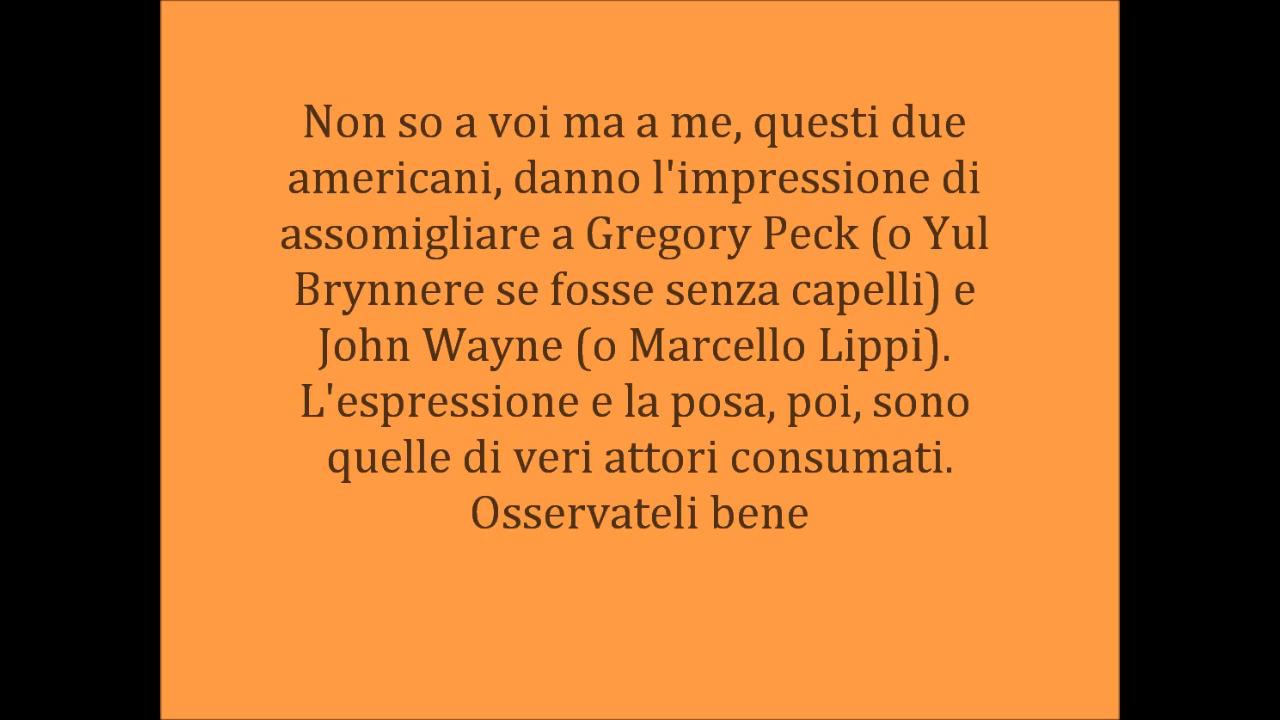 Non so a voi ma a me, questi due
americani, danno l'impressione di
assomigliare a Gregory Peck (o Yul
Brynnere se fosse senza capelli) e
John Wayne (o Marcello Lippi).
L'espressione e la posa, poi, sono
quelle di veri attori consumati.
Osservateli bene